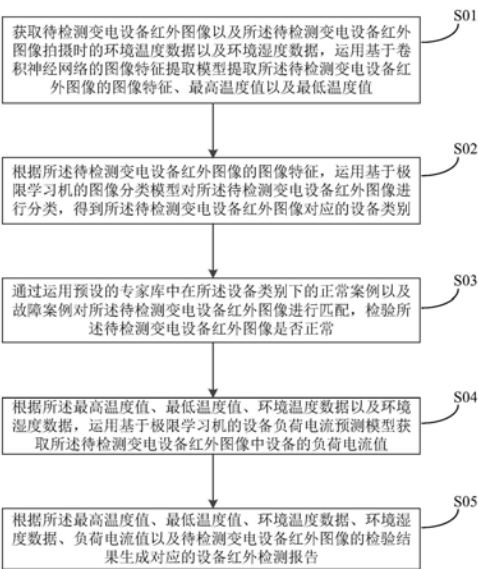 S01
获取待检测变电设备红外图像以及所述待检测变电设备红外
图像拍摄时的环境温度数据以及环境湿度数据，运用基于卷
积神经网络的图像特征提取模型提取所述待检测变电设备红
外图像的图像特征、最高温度值以及最低温度值
S02
根据所述待检测变电设备红外图像的图像特征，运用基于极
限学习机的图像分类模型对所述待检测变电设备红外图像进
行分类，得到所述待检测变电设备红外图像对应的设备类别
S03
通过运用预设的专家库中在所述设备类别下的正常案例以及
故障案例对所述待检测变电设备红外图像进行匹配，检验所
述待检测变电设备红外图像是否正常
S04
根据所述最高温度值、最低温度值、环境温度数据以及环境
湿度数据，运用基于极限学习机的设备负荷电流预测模型获
取所述待检测变电设备红外图像中设备的负荷电流值
S05
根据所述最高温度值、最低温度值、环境温度数据、环境湿
度数据、负荷电流值以及待检测变电设备红外图像的检验结
果生成对应的设备红外检测报告